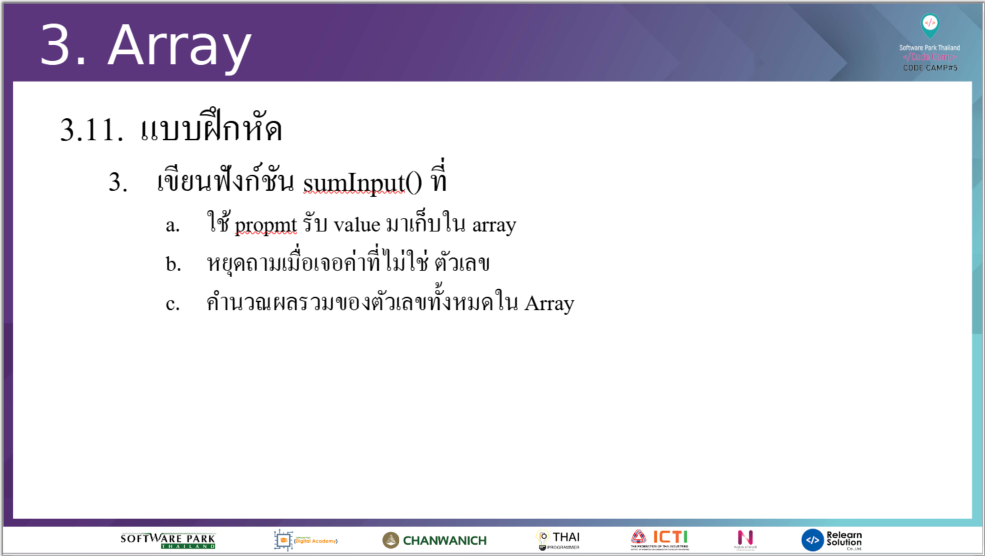 3. Array
Software Park Thailand
CODE CAMP#5
3.11. แบบฝึกหัด
3. เขียนฟังก์ชัน sumInput() ที่
a. ใช้ propmt รับ value มาเก็บใน array
b. หยุดถามเมื่อเจอค่าที่ไม่ใช่ ตัวเลข
c. คำนวณผลรวมของตัวเลขทั้งหมดใน Array
SOFTWARE PARK
THAILAND
(Digital Academy)
CHANWANICH
THAI
PROGRAMMER
ICTI
N
Relearn
Solution
Co., Ltd.